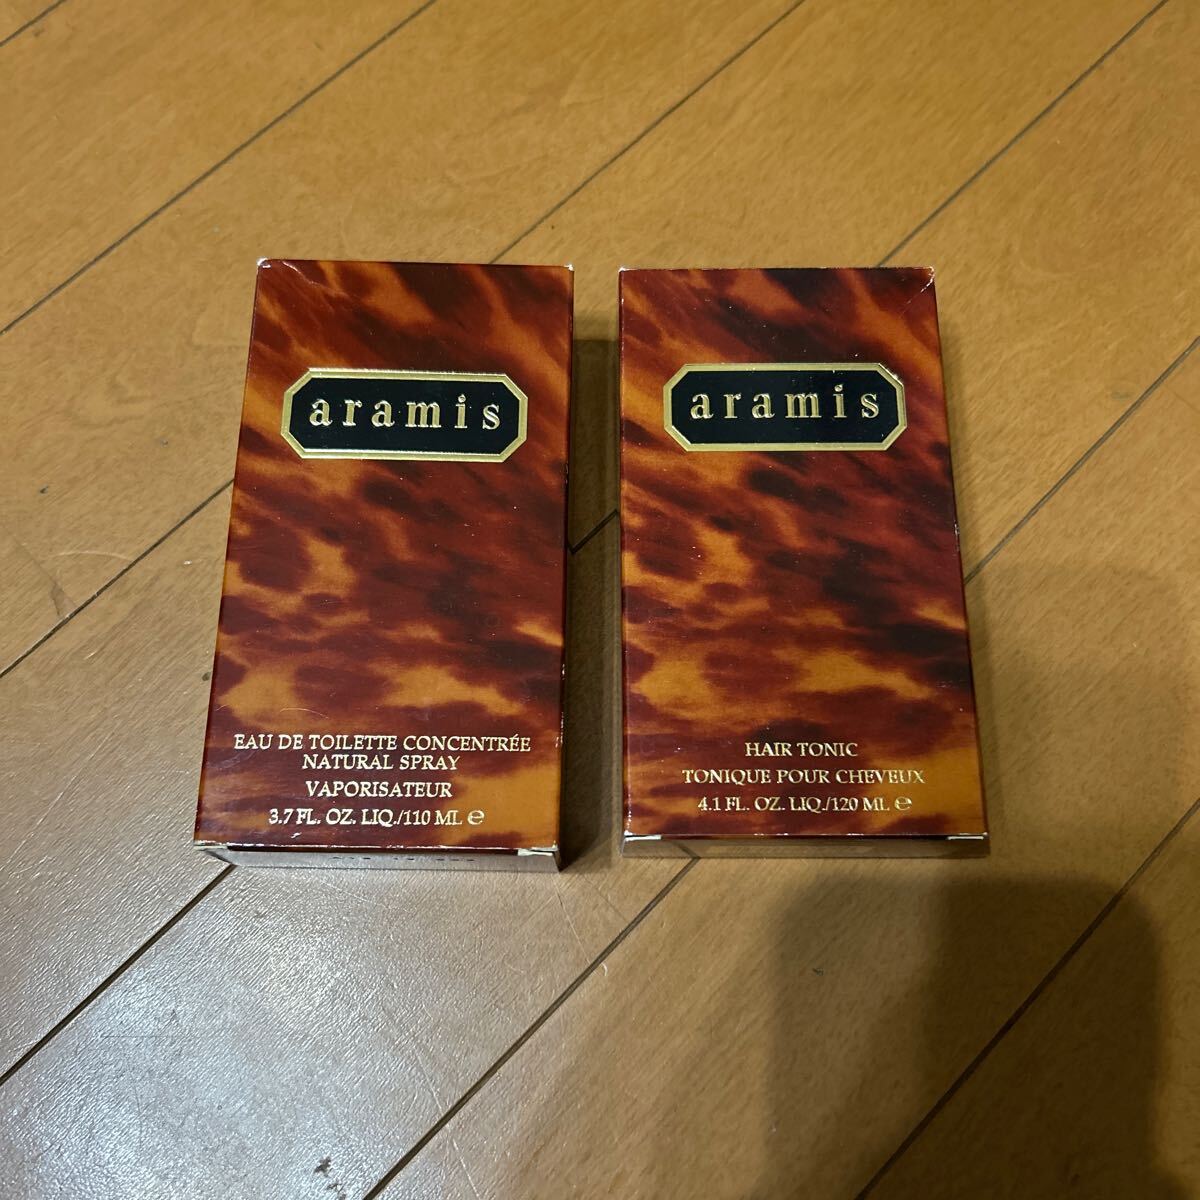 aramis
EAU DE TOILETTE CONCENTRÉE
NATURAL SPRAY
VAPORISATEUR
3.7 FL. OZ. LIQ./110 ML ℮
aramis
HAIR TONIC
TONIQUE POUR CHEVEUX
4.1 FL. OZ. LIQ./120 ML ℮